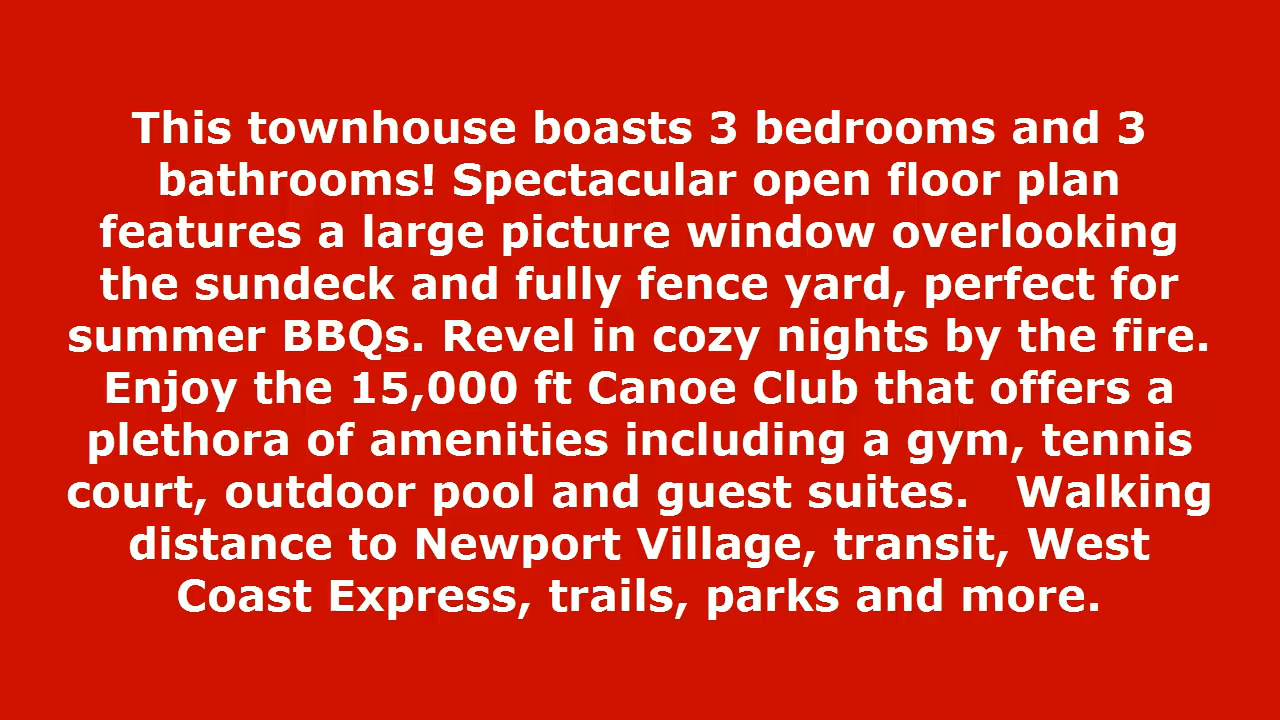 This townhouse boasts 3 bedrooms and 3
bathrooms! Spectacular open floor plan
features a large picture window overlooking
the sundeck and fully fence yard, perfect for
summer BBQs. Revel in cozy nights by the fire.
Enjoy the 15,000 ft Canoe Club that offers a
plethora of amenities including a gym, tennis
court, outdoor pool and guest suites.   Walking
distance to Newport Village, transit, West
Coast Express, trails, parks and more.